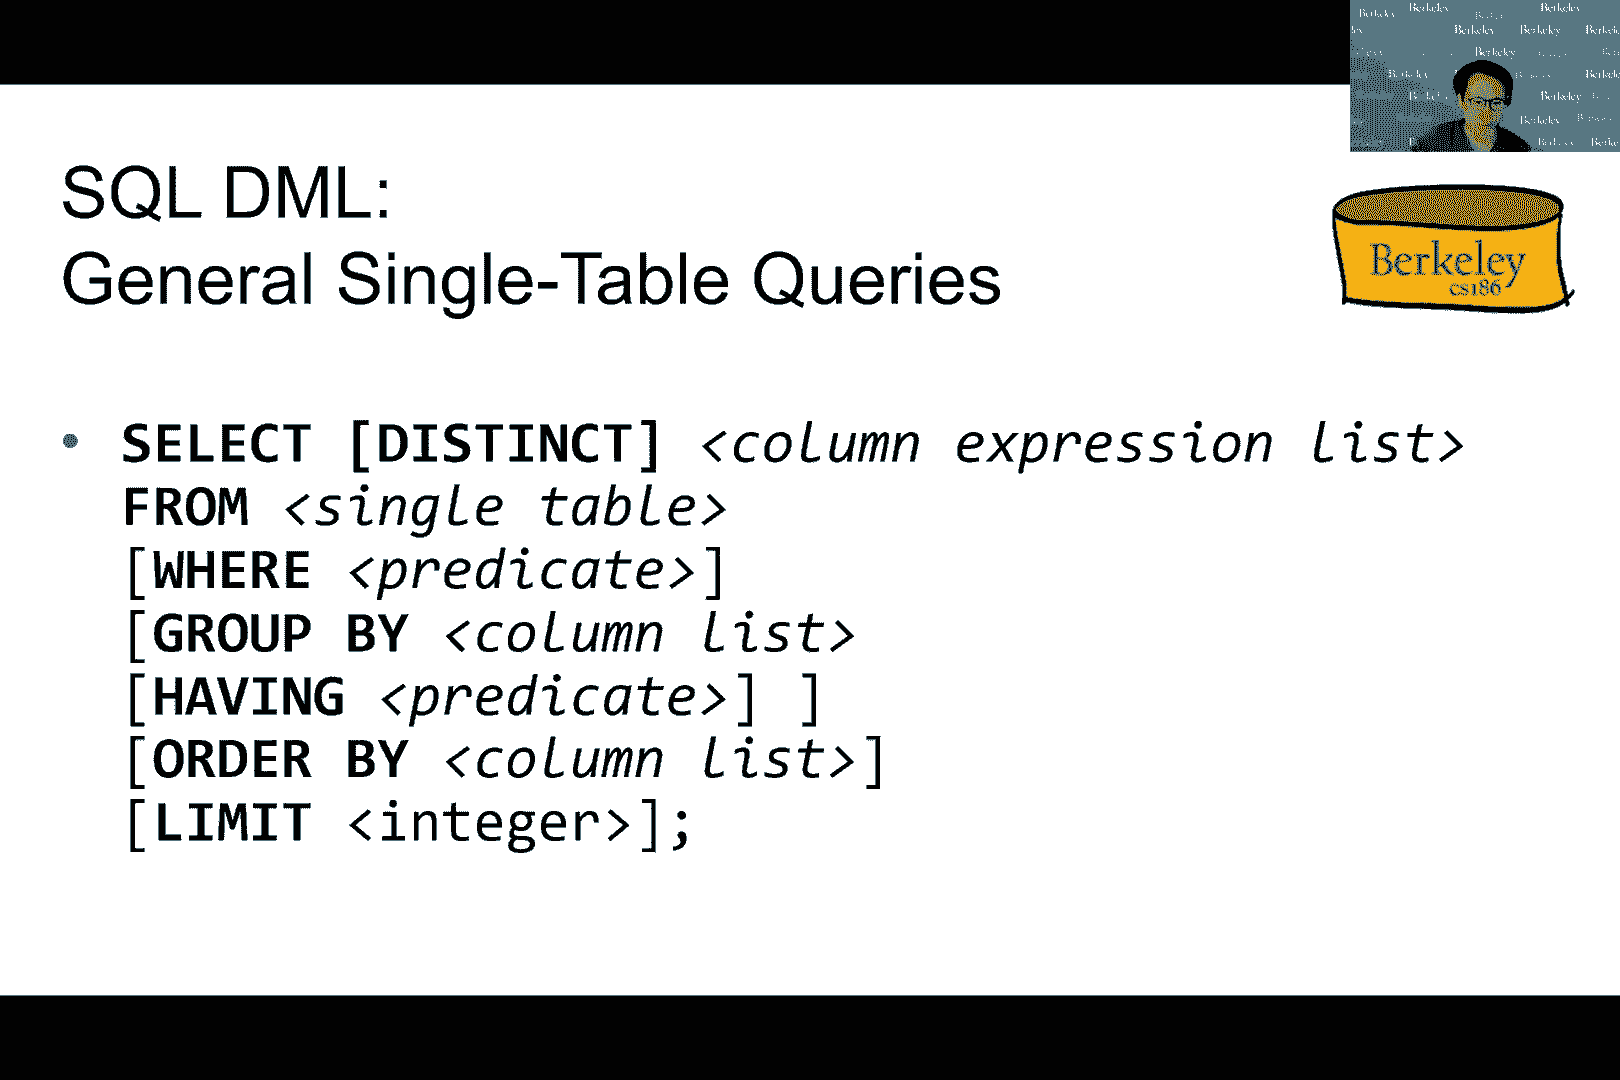 Berkeley Berkeley Berkeley
Berkeley Berkeley
Berkeley
Berkeley
Berkeley
Berkeley
SQL DML:
General Single-Table Queries
Berkeley
cs186
• SELECT [DISTINCT] <column expression list>
FROM <single table>
[WHERE <predicate>]
[GROUP BY <column list>
[HAVING <predicate>] ]
[ORDER BY <column list>]
[LIMIT <integer>];